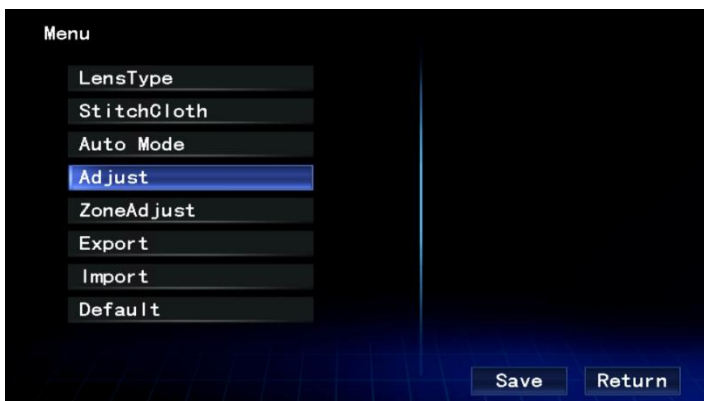 Menu
LensType
StitchCloth
Auto Mode
Adjust
ZoneAdjust
Export
Import
Default
Save Return